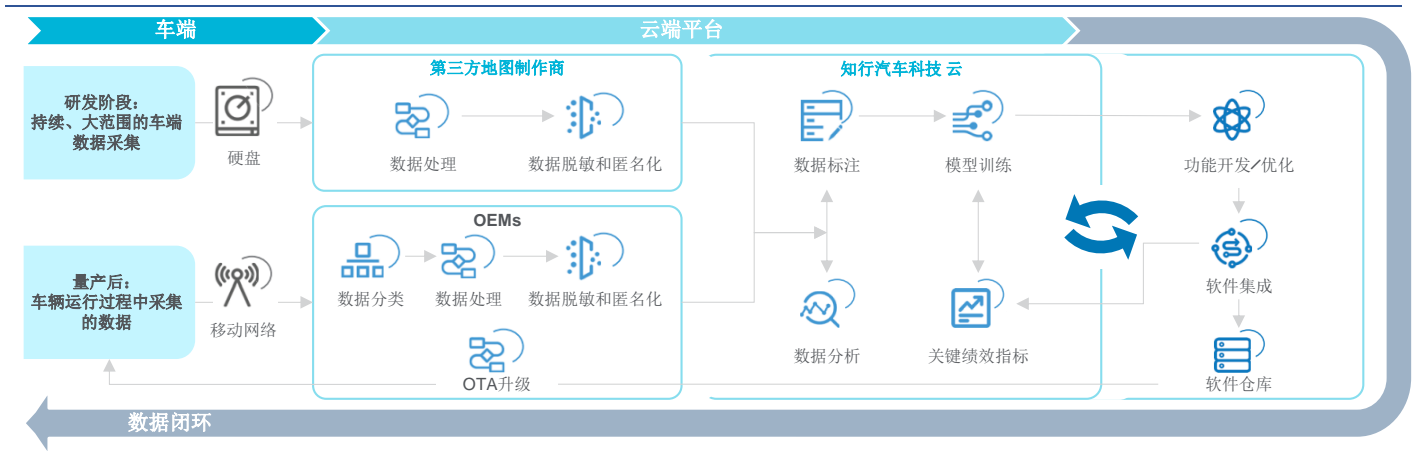 车端
云端平台
研发阶段：
持续、大范围的车端
数据采集
硬盘
第三方地图制作商
数据处理
数据脱敏和匿名化
知行汽车科技 云
数据标注
模型训练
功能开发/优化
量产后：
车辆运行过程中采集
的数据
移动网络
OEMs
数据分类
数据处理
数据脱敏和匿名化
OTA升级
数据分析
关键绩效指标
软件集成
软件仓库
数据闭环